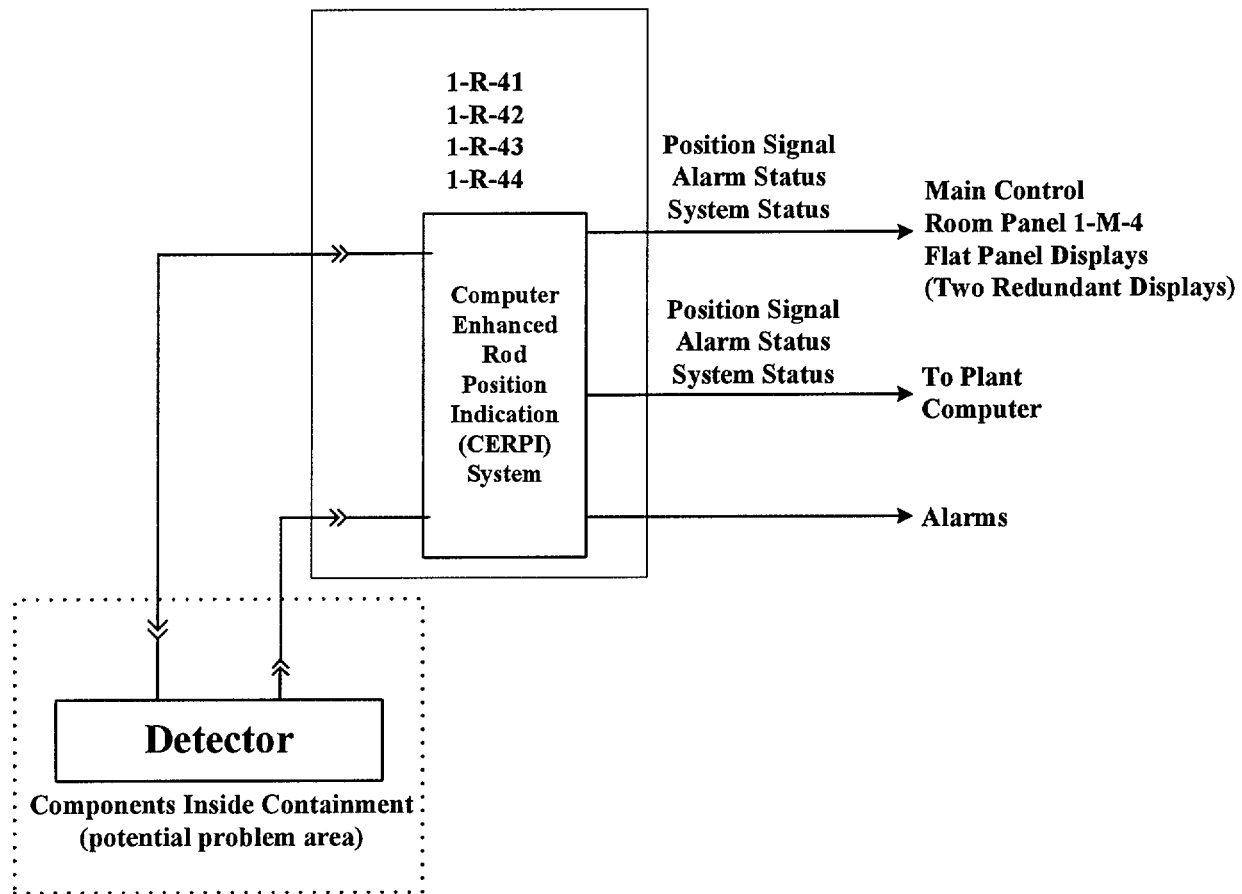 1-R-41
1-R-42
1-R-43
1-R-44
Position Signal
Alarm Status
System Status
Main Control
Room Panel 1-M-4
Flat Panel Displays
(Two Redundant Displays)
Computer
Enhanced
Rod
Position
Indication
(CERPI)
System
Position Signal
Alarm Status
System Status
To Plant
Computer
Alarms
Detector
Components Inside Containment
(potential problem area)